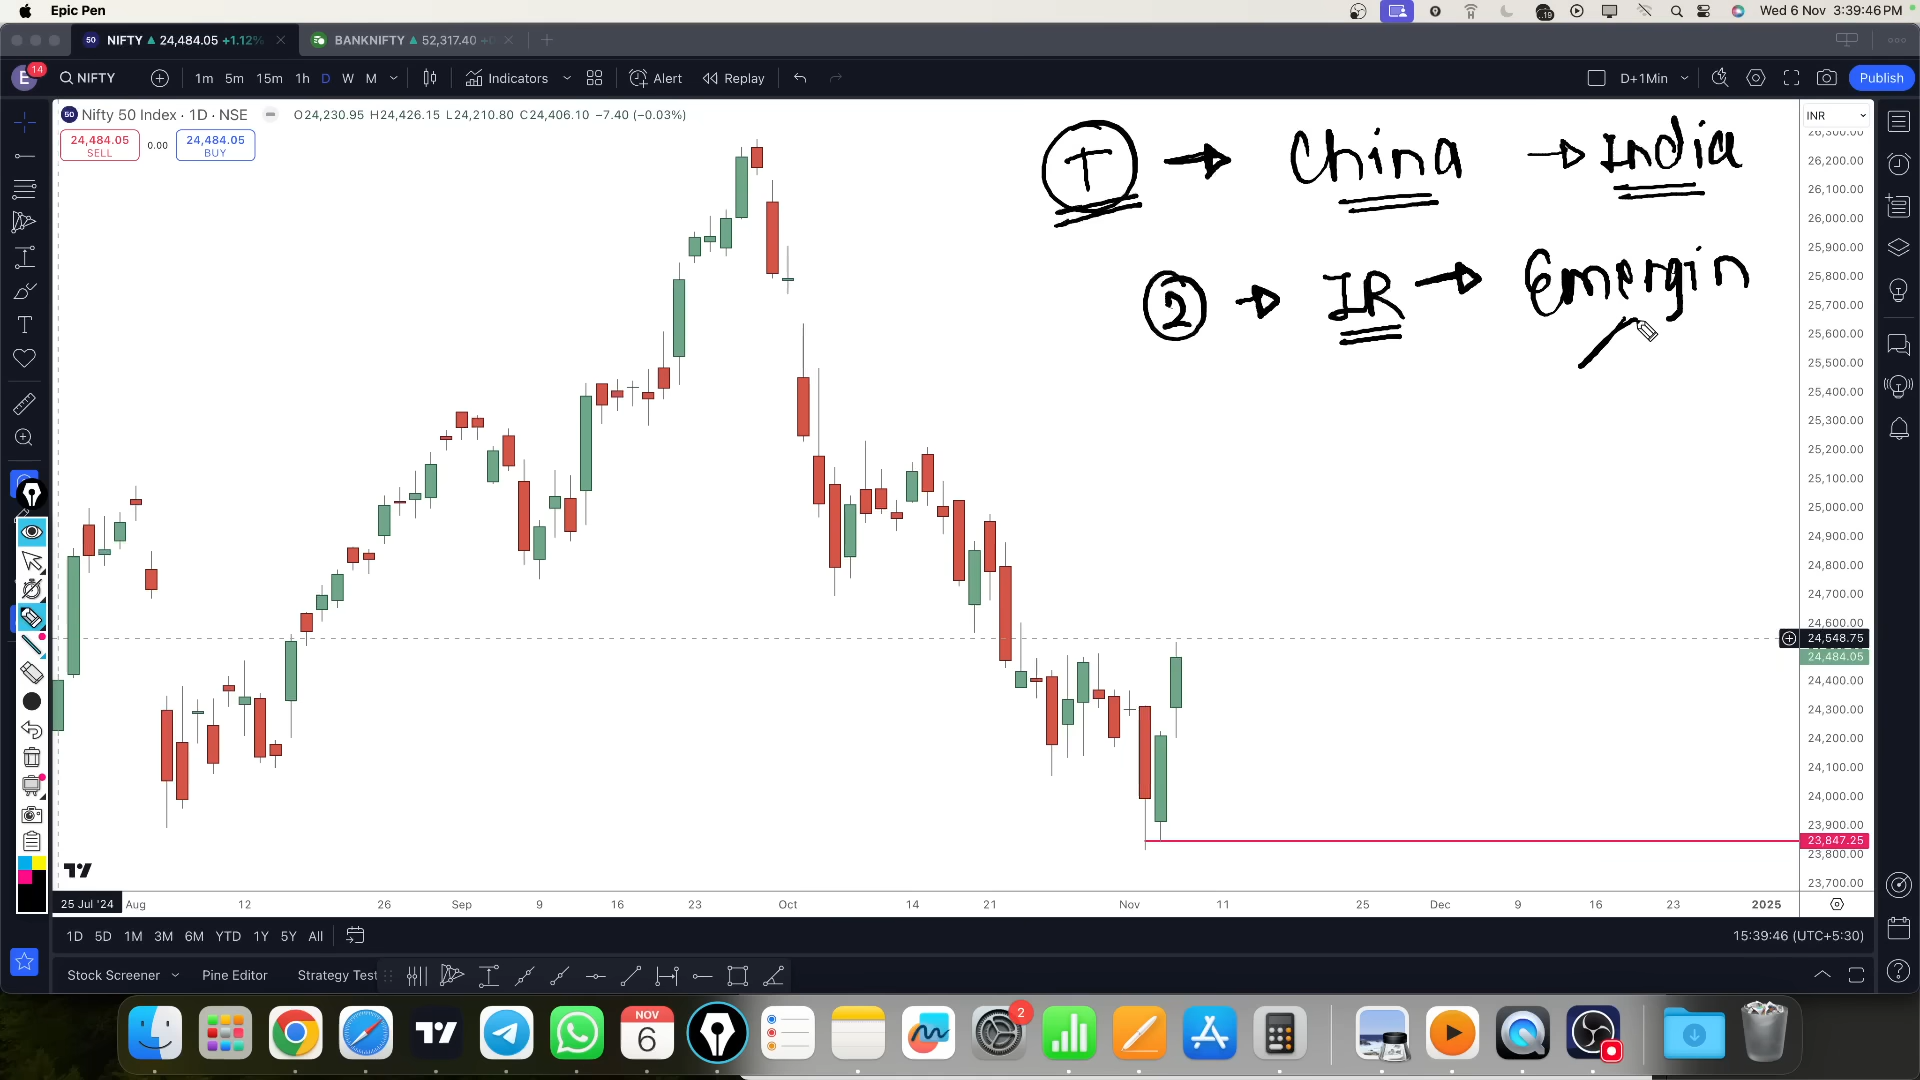 Epic Pen
19
Wed 6 Nov 3:39:46 PM
NIFTY ▲ 24,484.05 +1.12%
BANKNIFTY ▲ 52,317.40
E 14
NIFTY
1m 5m 15m 1h D W M
Indicators
Alert
Replay
D+1Min
Publish
50 Nifty 50 Index · 1D · NSE
O24,230.95 H24,426.15 L24,210.80 C24,406.10 −7.40 (−0.03%)
INR
24,484.05
SELL
0.00
24,484.05
BUY
T → China → India
2 → IR → Emergin
26,300.00
26,200.00
26,100.00
26,000.00
25,900.00
25,800.00
25,700.00
25,600.00
25,500.00
25,400.00
25,300.00
25,200.00
25,100.00
25,000.00
24,900.00
24,800.00
24,700.00
24,600.00
24,548.75
24,484.05
24,400.00
24,300.00
24,200.00
24,100.00
24,000.00
23,900.00
23,847.25
23,800.00
23,700.00
25 Jul '24 Aug 12 26 Sep 9 16 23 Oct 14 21 Nov 11 25 Dec 9 16 23 2025
1D 5D 1M 3M 6M YTD 1Y 5Y All
15:39:46 (UTC+5:30)
Stock Screener
Pine Editor
Strategy Test
NOV
6
2